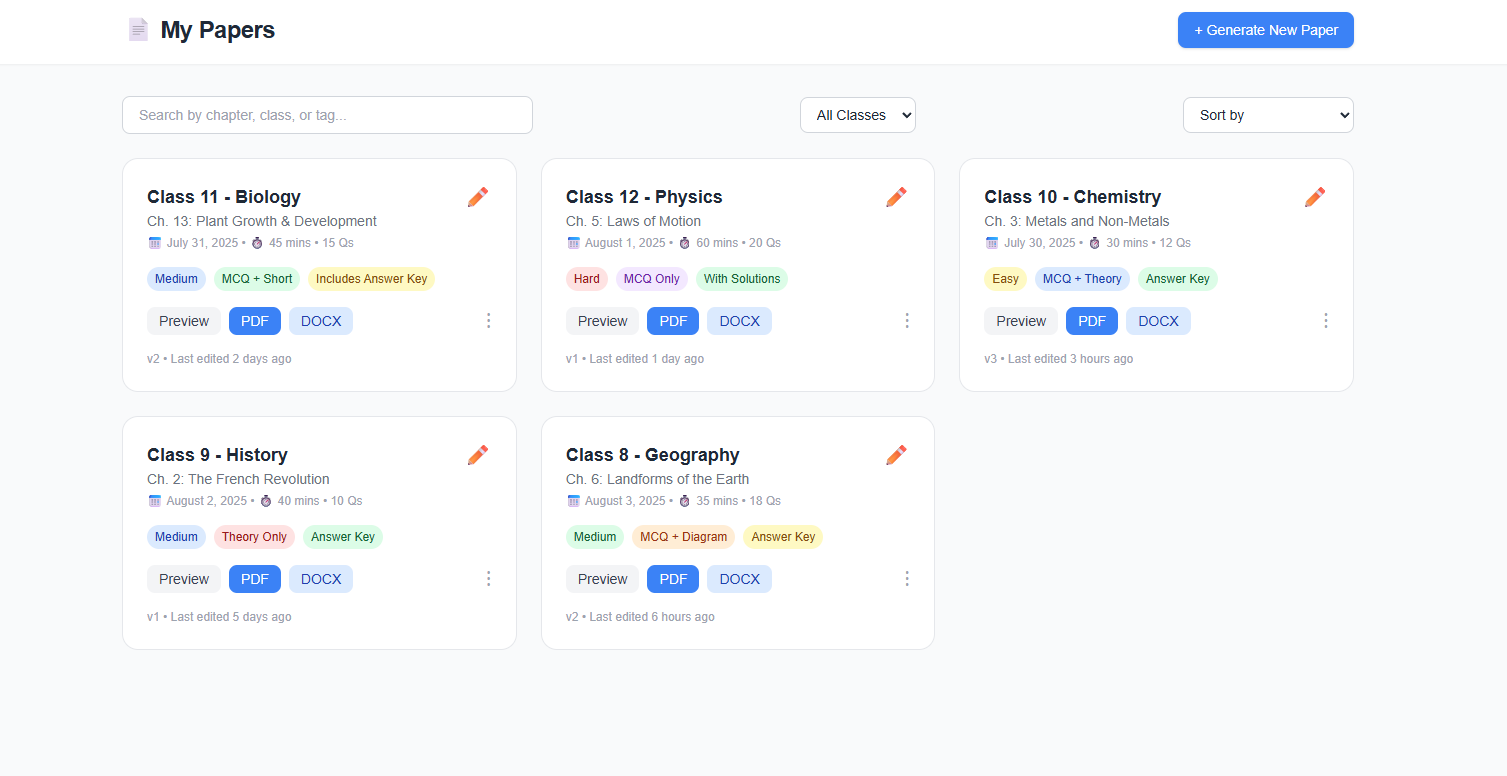 My Papers
+ Generate New Paper
Search by chapter, class, or tag...
All Classes
Sort by
Class 11 - Biology
Ch. 13: Plant Growth & Development
July 31, 2025 • 45 mins • 15 Qs
Medium MCQ + Short Includes Answer Key
Preview PDF DOCX
v2 • Last edited 2 days ago
Class 12 - Physics
Ch. 5: Laws of Motion
August 1, 2025 • 60 mins • 20 Qs
Hard MCQ Only With Solutions
Preview PDF DOCX
v1 • Last edited 1 day ago
Class 10 - Chemistry
Ch. 3: Metals and Non-Metals
July 30, 2025 • 30 mins • 12 Qs
Easy MCQ + Theory Answer Key
Preview PDF DOCX
v3 • Last edited 3 hours ago
Class 9 - History
Ch. 2: The French Revolution
August 2, 2025 • 40 mins • 10 Qs
Medium Theory Only Answer Key
Preview PDF DOCX
v1 • Last edited 5 days ago
Class 8 - Geography
Ch. 6: Landforms of the Earth
August 3, 2025 • 35 mins • 18 Qs
Medium MCQ + Diagram Answer Key
Preview PDF DOCX
v2 • Last edited 6 hours ago